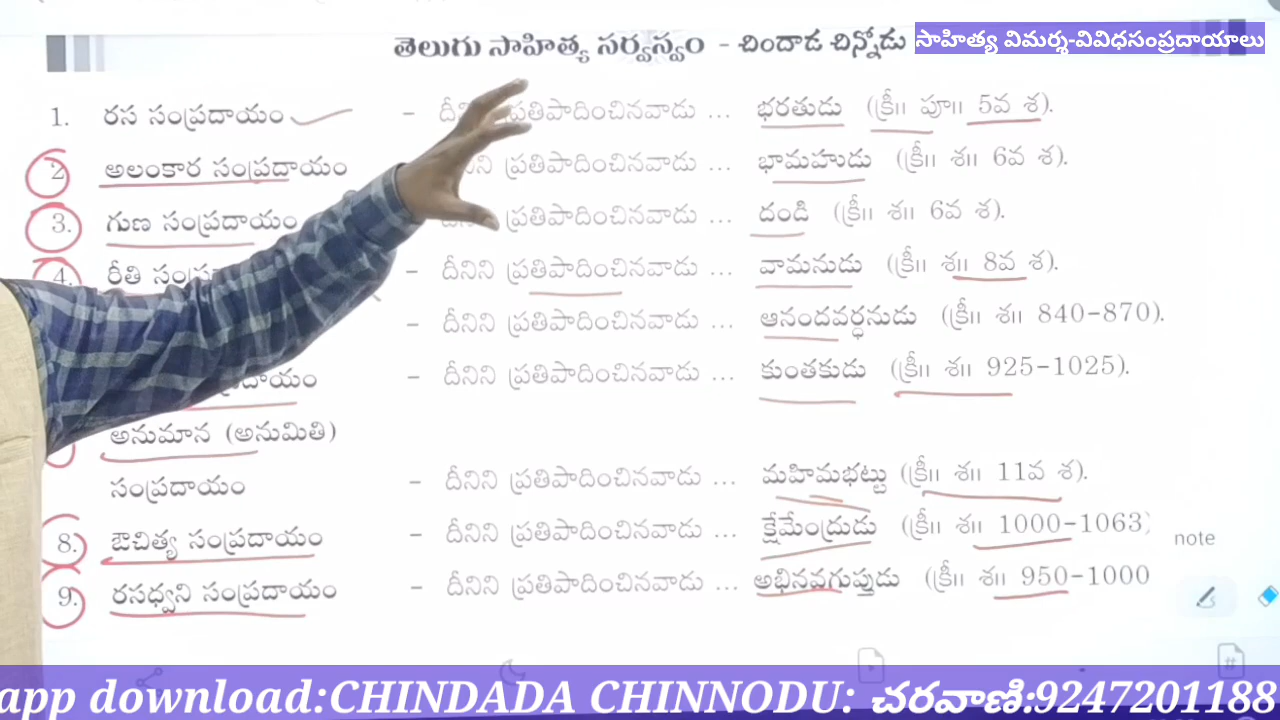 తెలుగు సాహిత్య సర్వస్వం - చిందాడ చిన్నోడు
సాహిత్య విమర్శ-వివిధసంప్రదాయాలు
1. రస సంప్రదాయం - ప్రతిపాదించినవాడు ... భరతుడు (క్రీ॥ పూ॥ 5వ శ).
2 అలంకార సంప్రదాయం ప్రతిపాదించినవాడు ... భామహుడు (క్రీ॥ శ॥ 6వ శ).
3. గుణ సంప్రదాయం ప్రతిపాదించినవాడు ... దండి (క్రీ॥ శ॥ 6వ శ).
4. రీతి - దీనిని ప్రతిపాదించినవాడు ... వామనుడు (క్రీ॥ శ॥ 8వ శ).
- దీనిని ప్రతిపాదించినవాడు ... ఆనందవర్ధనుడు (క్రీ॥ శ॥ 840-870).
- దీనిని ప్రతిపాదించినవాడు ... కుంతకుడు (క్రీ॥ శ॥ 925-1025).
అనుమాన (అనుమితి)
సంప్రదాయం - దీనిని ప్రతిపాదించినవాడు ... మహిమభట్టు (క్రీ॥ శ॥ 11వ శ).
8. ఔచిత్య సంప్రదాయం - దీనిని ప్రతిపాదించినవాడు ... క్షేమేంద్రుడు (క్రీ॥ శ॥ 1000-1063)
note
9. రసధ్వని సంప్రదాయం - దీనిని ప్రతిపాదించినవాడు ... అభినవగుప్తుడు (క్రీ॥ శ॥ 950-1000
app download:CHINDADA CHINNODU: చరవాణి:9247201188